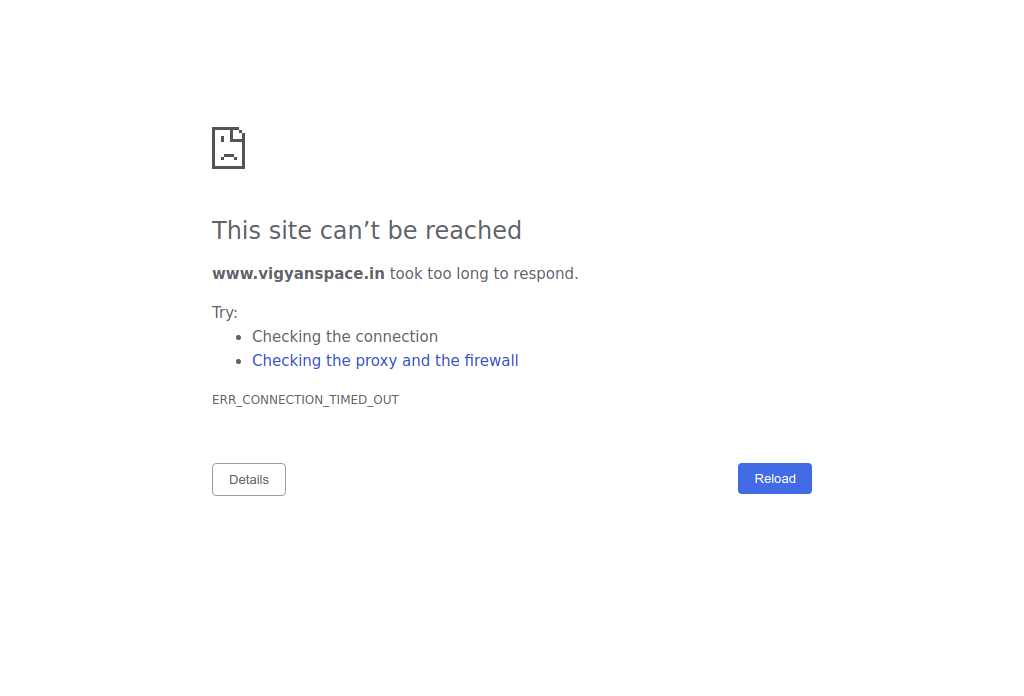 This site can’t be reached
www.vigyanspace.in took too long to respond.
Try:
Checking the connection
Checking the proxy and the firewall
ERR_CONNECTION_TIMED_OUT
Details
Reload